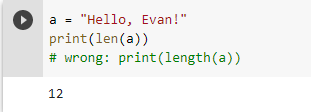 a = "Hello, Evan!"
print(len(a))
# wrong: print(length(a))
12